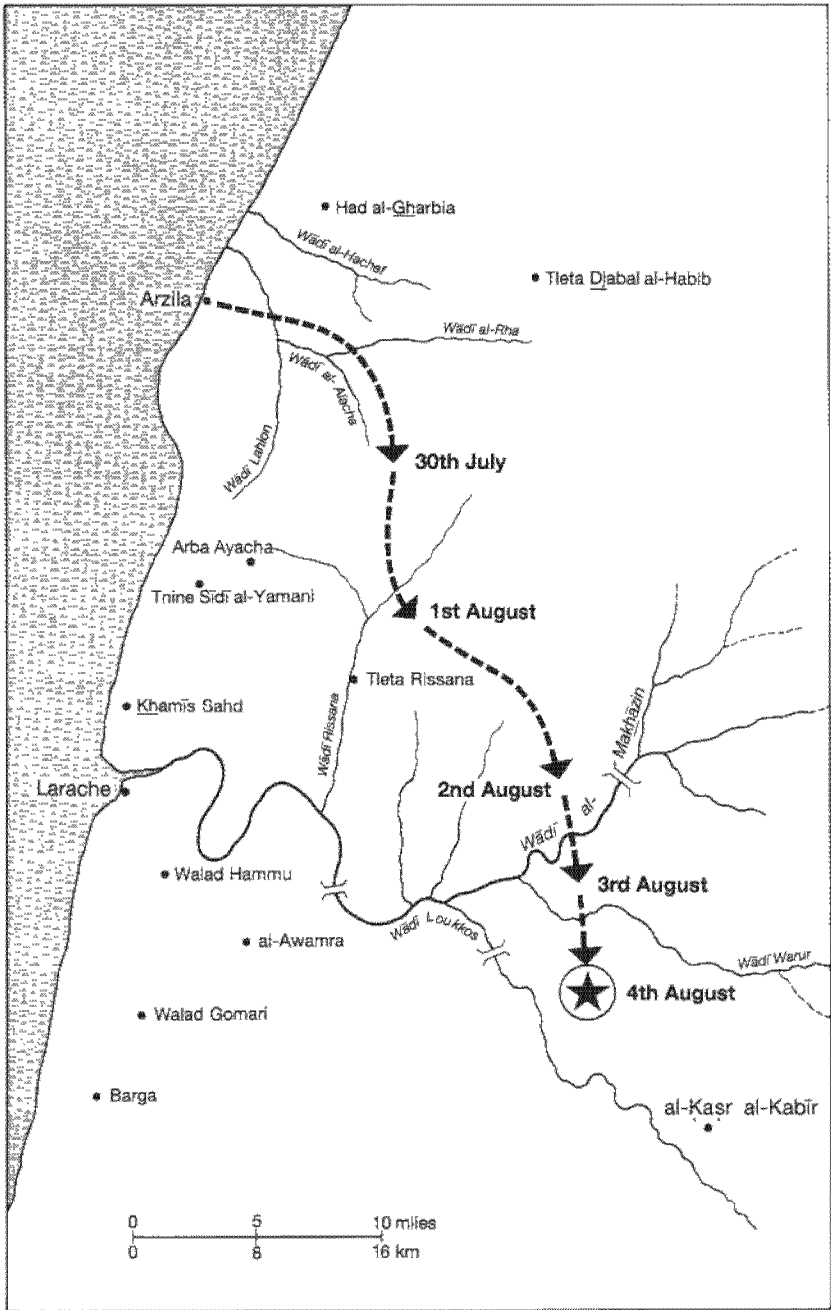 Had al-Gharbia
Wādī al-Hachef
Tleta Djabal al-Habib
Arzila
Wādī al-Rha
Wādī al-Aïacha
Wādī Lahlon
30th July
Arba Ayacha
Tnine Sīdī al-Yamani
1st August
Tleta Rissana
Khamīs Sahd
Wādī Rissana
Wādī al-Makhāzin
Larache
2nd August
Walad Hammu
3rd August
Wādī Loukkos
al-Awamra
Wādī Warur
4th August
Walad Gomari
Barga
al-Kasr al-Kabīr
0 5 10 miles
0 8 16 km